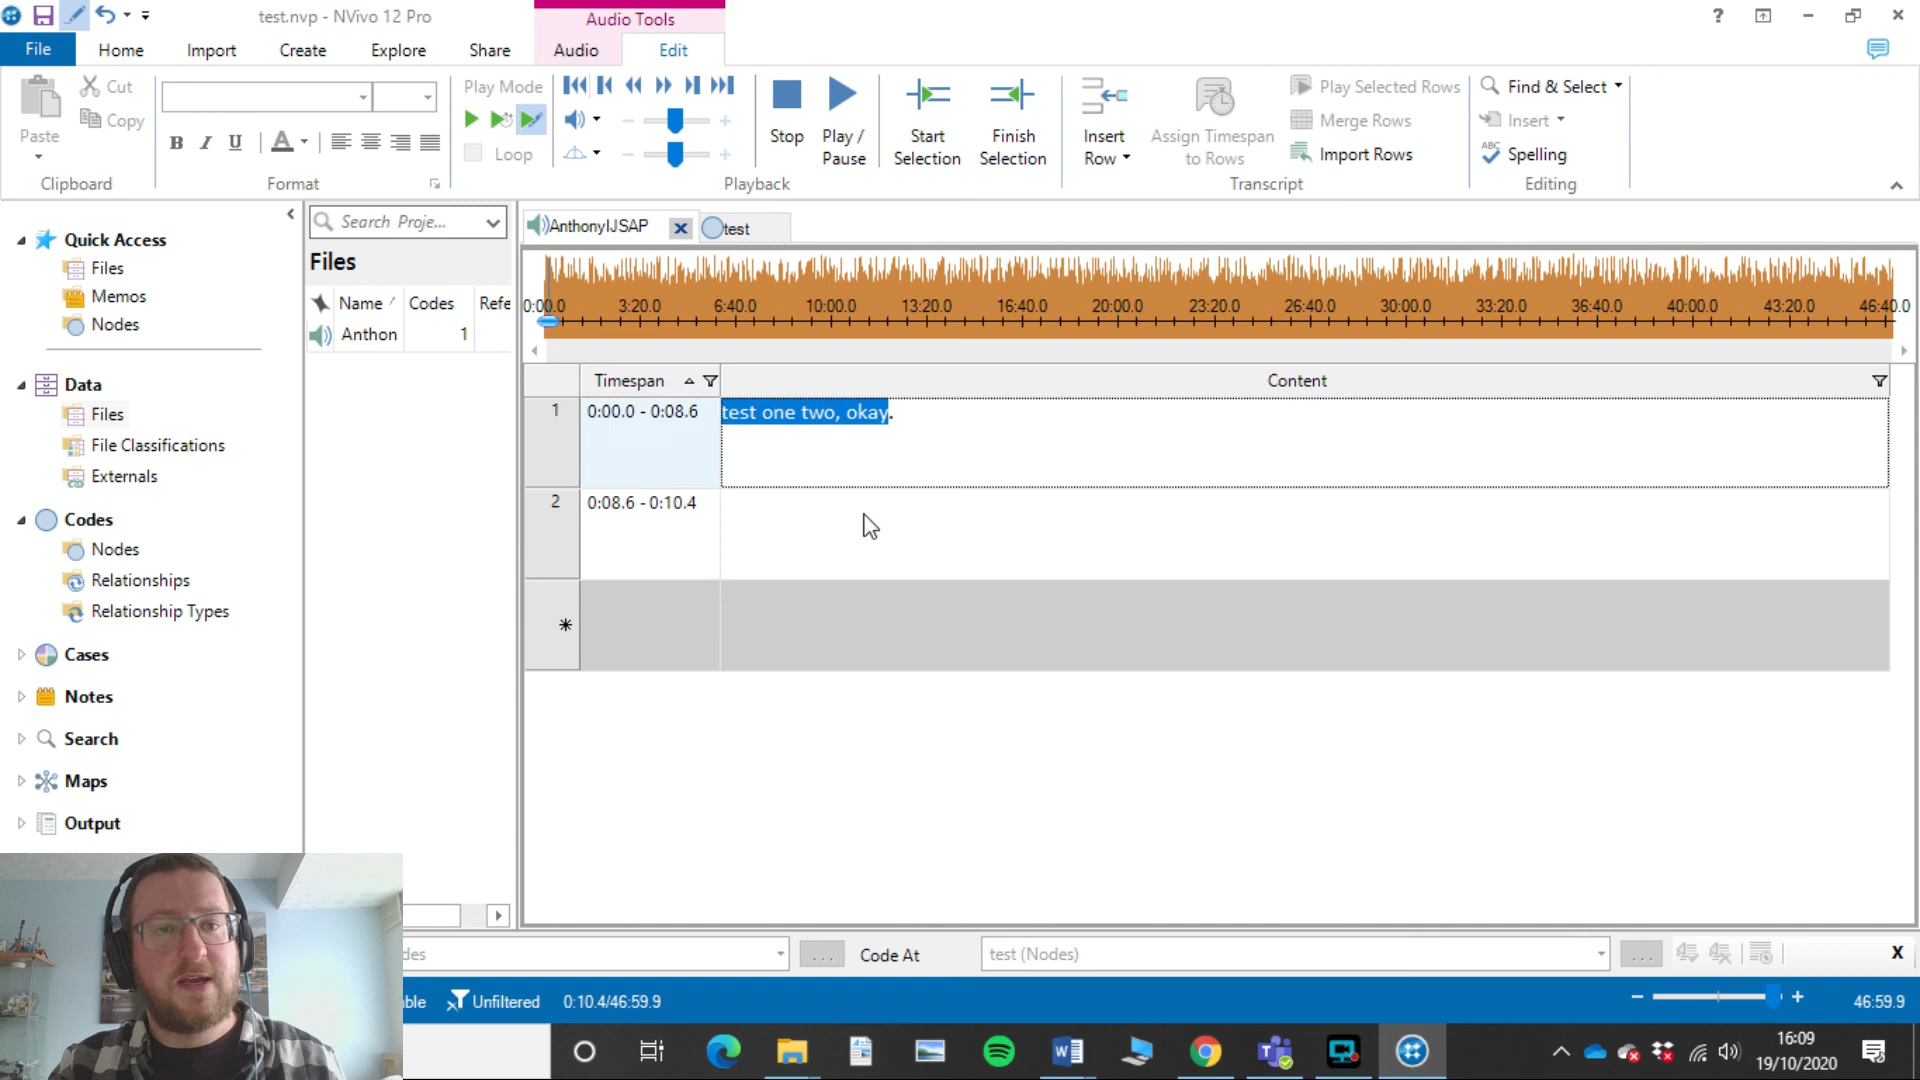 test.nvp - NVivo 12 Pro
Audio Tools
?
File
Home
Import
Create
Explore
Share
Audio
Edit
Paste
Cut
Copy
Clipboard
B I U A
Format
Play Mode
Loop
Stop
Play / Pause
Start Selection
Finish Selection
Playback
Insert Row
Assign Timespan to Rows
Play Selected Rows
Merge Rows
Import Rows
Transcript
Find & Select
Insert
ABC
Spelling
Editing
Quick Access
Files
Memos
Nodes
Data
Files
File Classifications
Externals
Codes
Nodes
Relationships
Relationship Types
Cases
Notes
Search
Maps
Output
Search Proje...
Files
Name Codes Refe
Anthon 1
AnthonyIJSAP
test
0:00.0 3:20.0 6:40.0 10:00.0 13:20.0 16:40.0 20:00.0 23:20.0 26:40.0 30:00.0 33:20.0 36:40.0 40:00.0 43:20.0 46:40.0
Timespan Content
1 0:00.0 - 0:08.6 test one two, okay.
2 0:08.6 - 0:10.4
des
...
Code At
test (Nodes)
...
X
ble
Unfiltered
0:10.4/46:59.9
46:59.9
16:09
19/10/2020